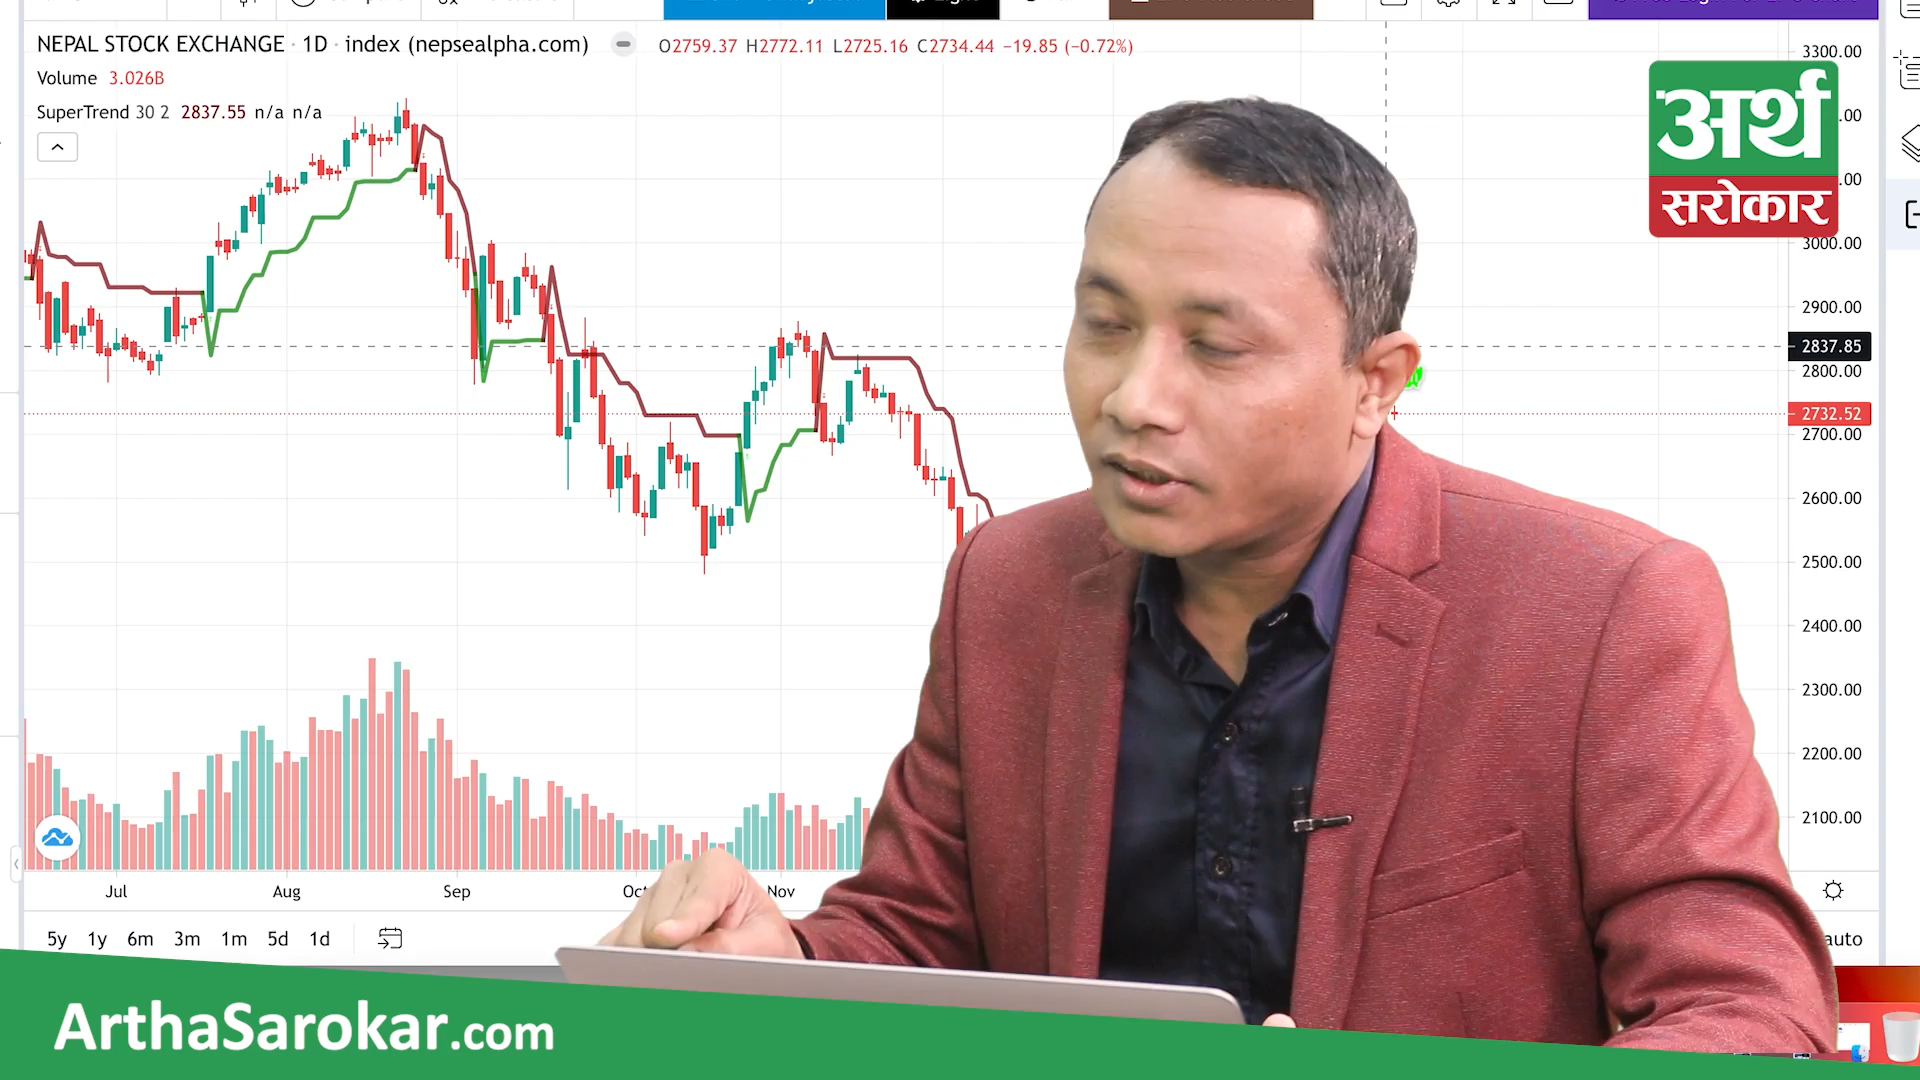 NEPAL STOCK EXCHANGE · 1D · index (nepsealpha.com) O2759.37 H2772.11 L2725.16 C2734.44 −19.85 (−0.72%)
Volume 3.026B
SuperTrend 30 2 2837.55 n/a n/a
3300.00
.00
.00
3000.00
2900.00
2837.85
2800.00
2732.52
2700.00
2600.00
2500.00
2400.00
2300.00
2200.00
2100.00
अर्थ
सरोकार
Jul Aug Sep Oct Nov
5y 1y 6m 3m 1m 5d 1d
auto
ArthaSarokar.com